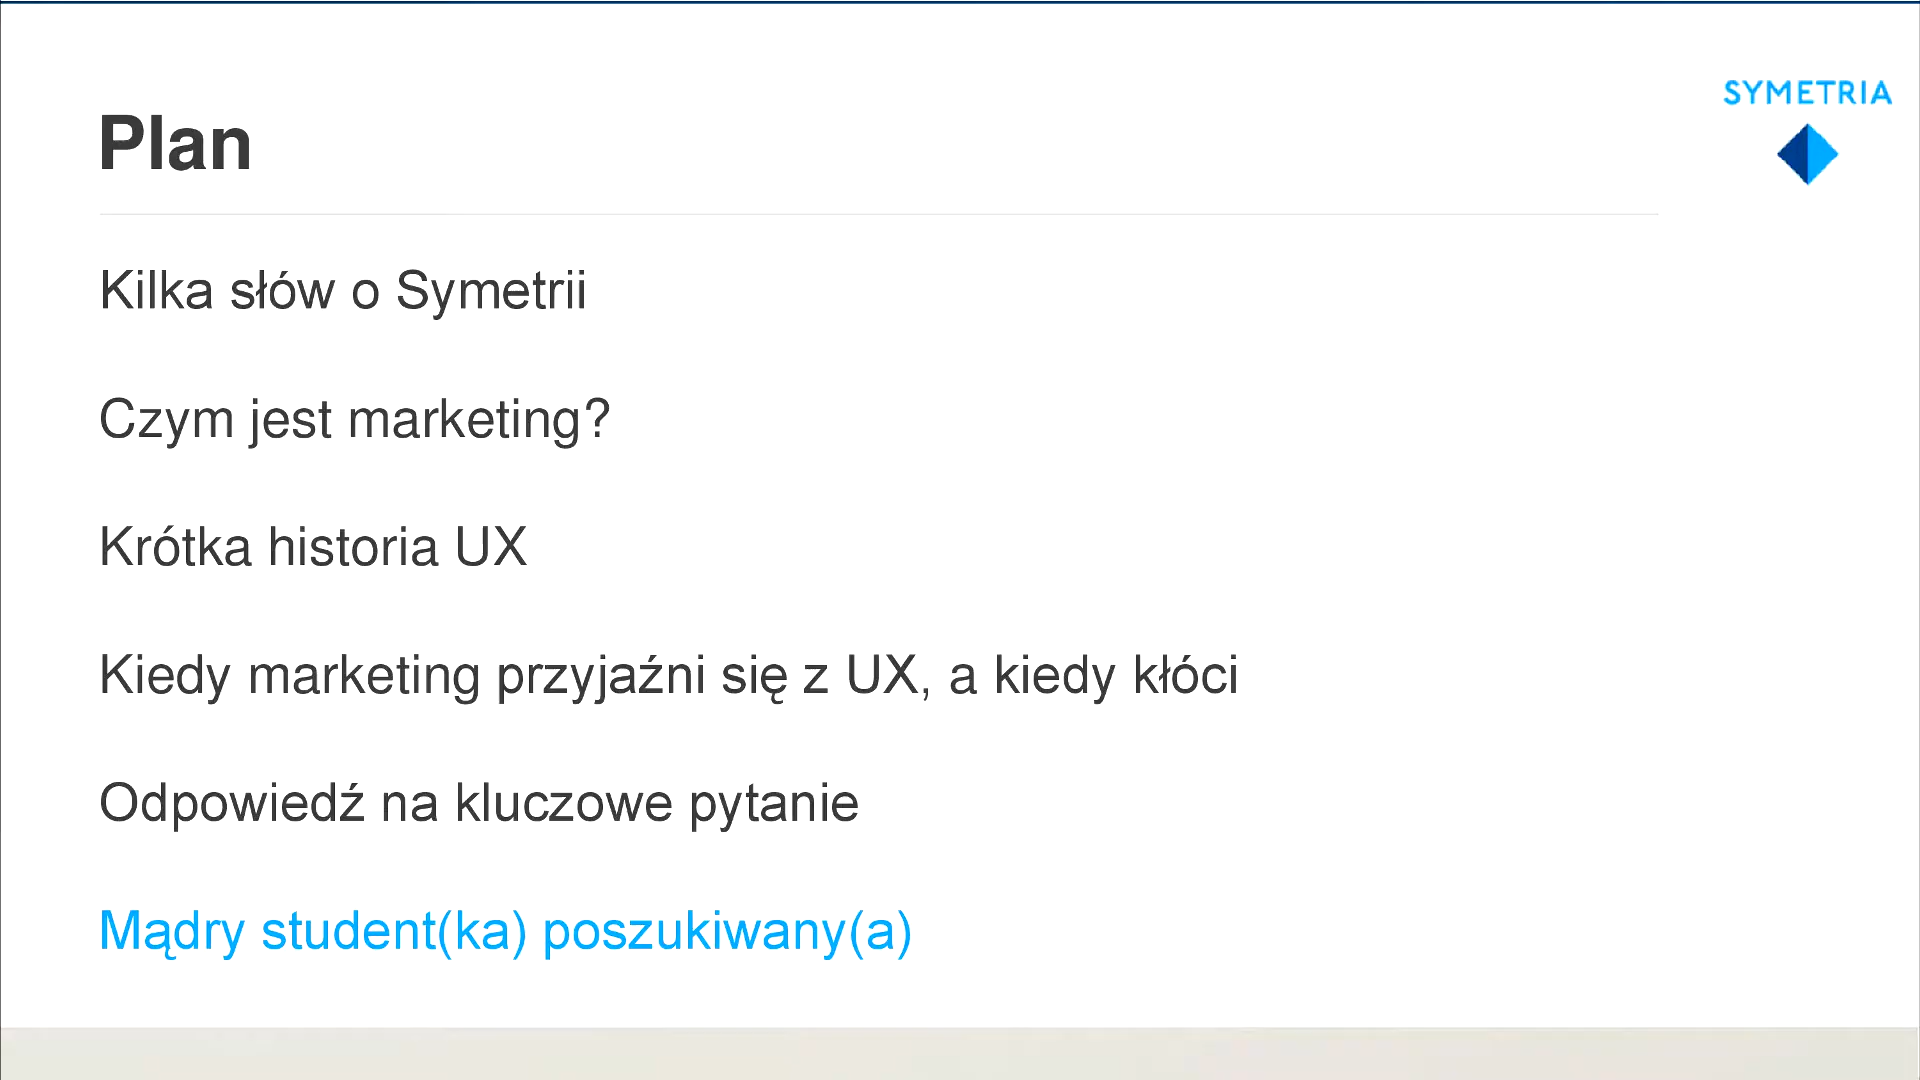 SYMETRIA
Plan
Kilka słów o Symetrii
Czym jest marketing?
Krótka historia UX
Kiedy marketing przyjaźni się z UX, a kiedy kłóci
Odpowiedź na kluczowe pytanie
Mądry student(ka) poszukiwany(a)